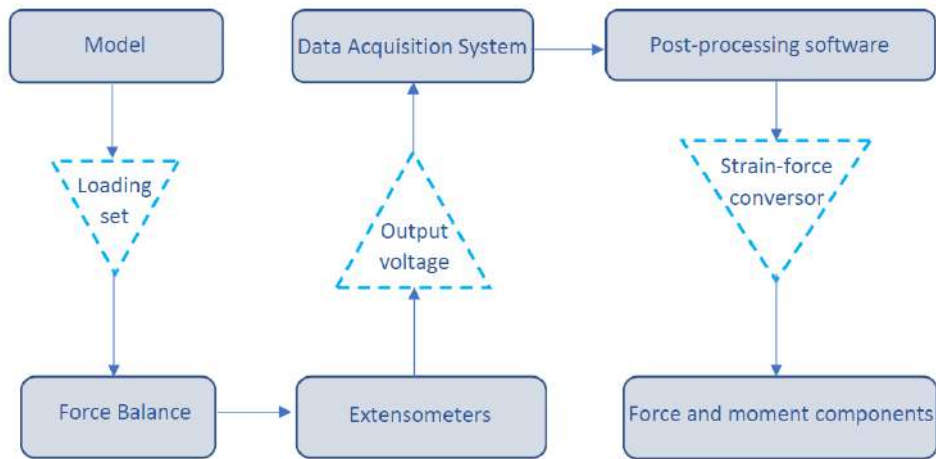 Model
Loading
set
Force Balance
Extensometers
Output
voltage
Data Acquisition System
Post-processing software
Strain-force
conversor
Force and moment components